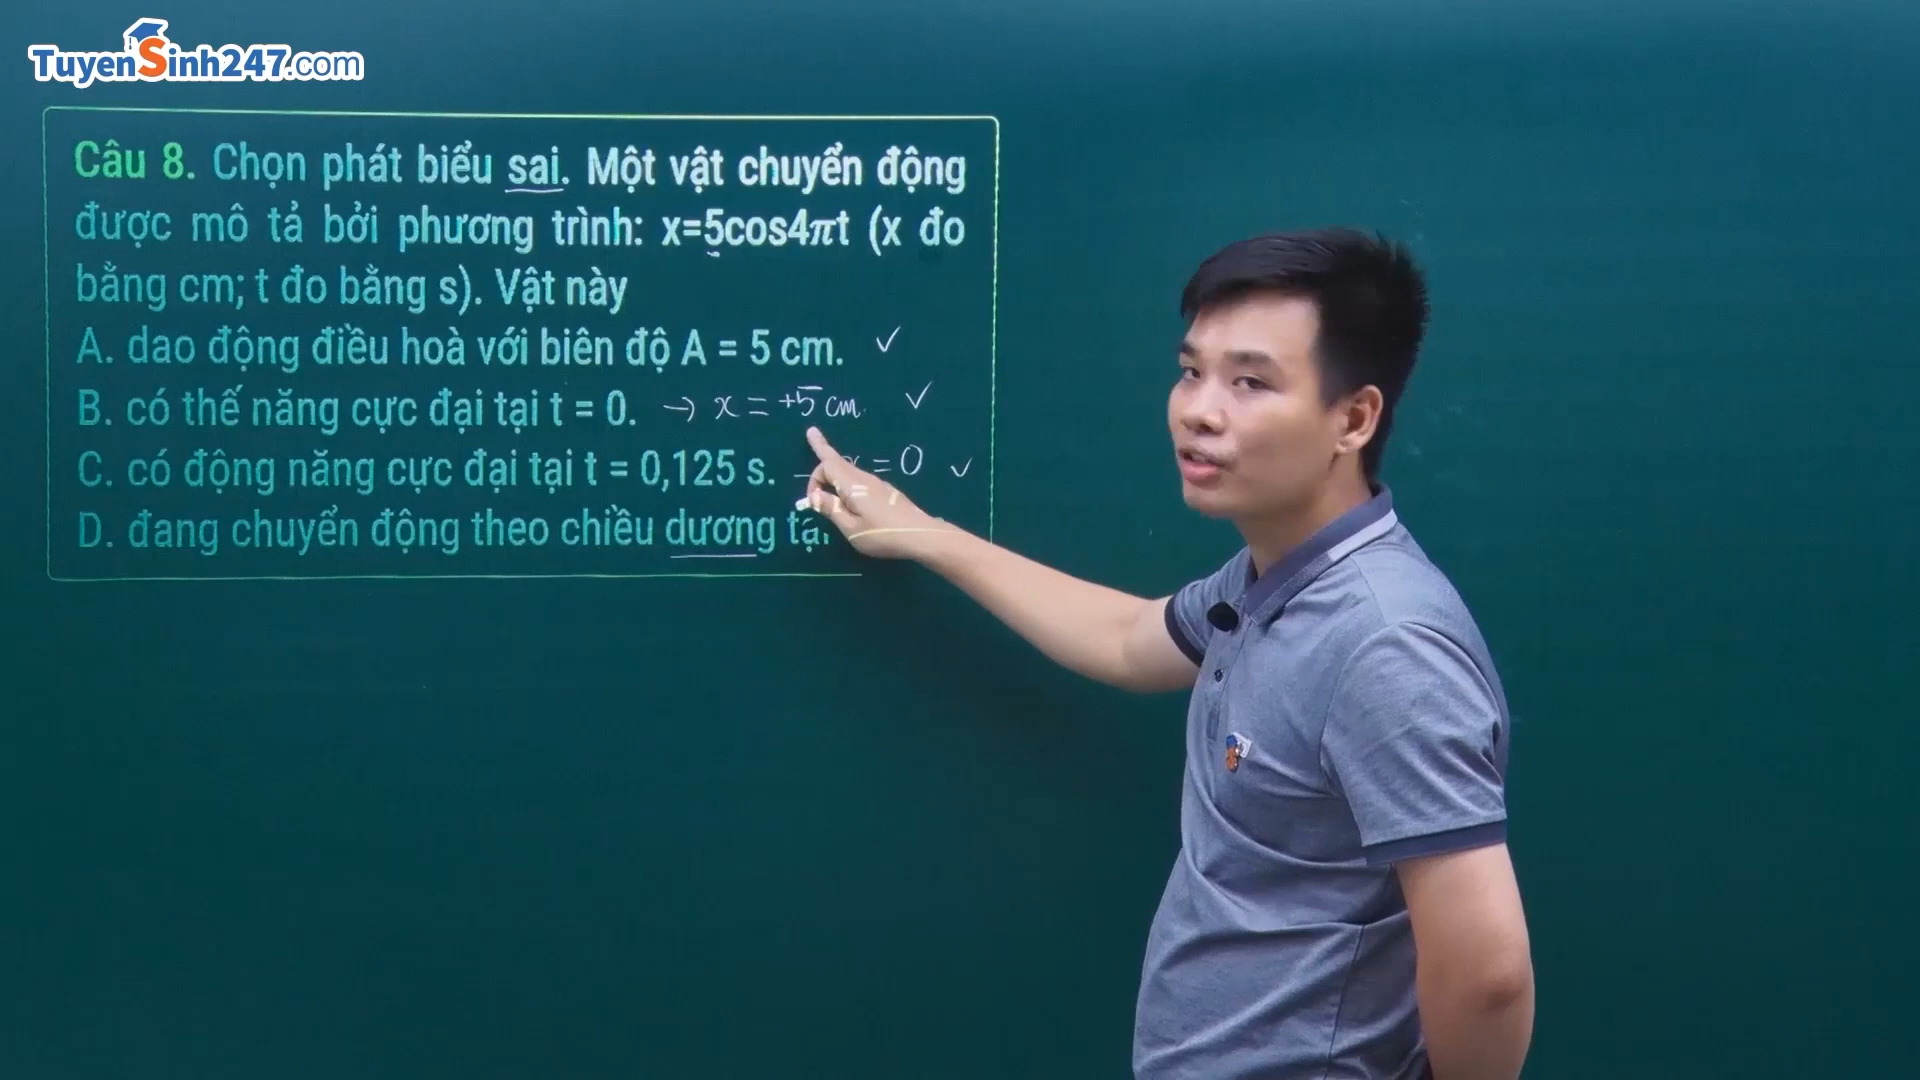 TuyenSinh247.com
Câu 8. Chọn phát biểu sai. Một vật chuyển động
được mô tả bởi phương trình: x=5cos4πt (x đo
bằng cm; t đo bằng s). Vật này
A. dao động điều hoà với biên độ A = 5 cm. ✓
B. có thế năng cực đại tại t = 0. → x = +5 cm. ✓
C. có động năng cực đại tại t = 0,125 s. = 0 ✓
D. đang chuyển động theo chiều dương tại